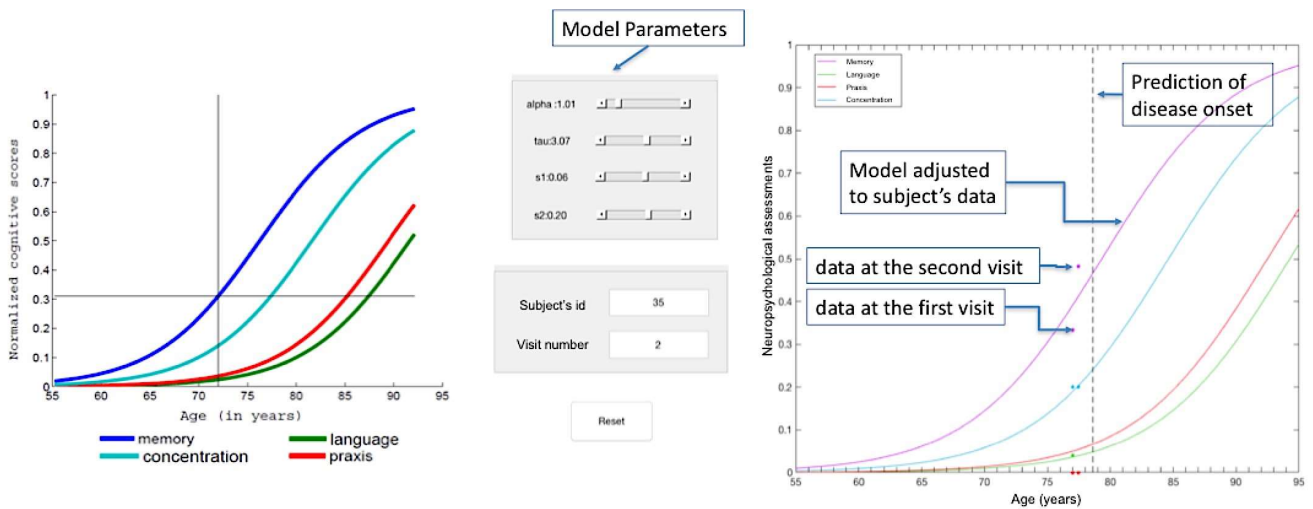 Normalized cognitive scores
1
0.9
0.8
0.7
0.6
0.5
0.4
0.3
0.2
0.1
0
55 60 65 70 75 80 85 90 95
Age (in years)
memory
language
concentration
praxis
Model Parameters
alpha :1.01
tau:3.07
s1:0.06
s2:0.20
Subject's id 35
Visit number 2
Reset
Neuropsychological assessments
1
0.9
0.8
0.7
0.6
0.5
0.4
0.3
0.2
0.1
0
55 60 65 70 75 80 85 90 95
Age (years)
Memory
Language
Praxis
Concentration
Prediction of
disease onset
Model adjusted
to subject's data
data at the second visit
data at the first visit